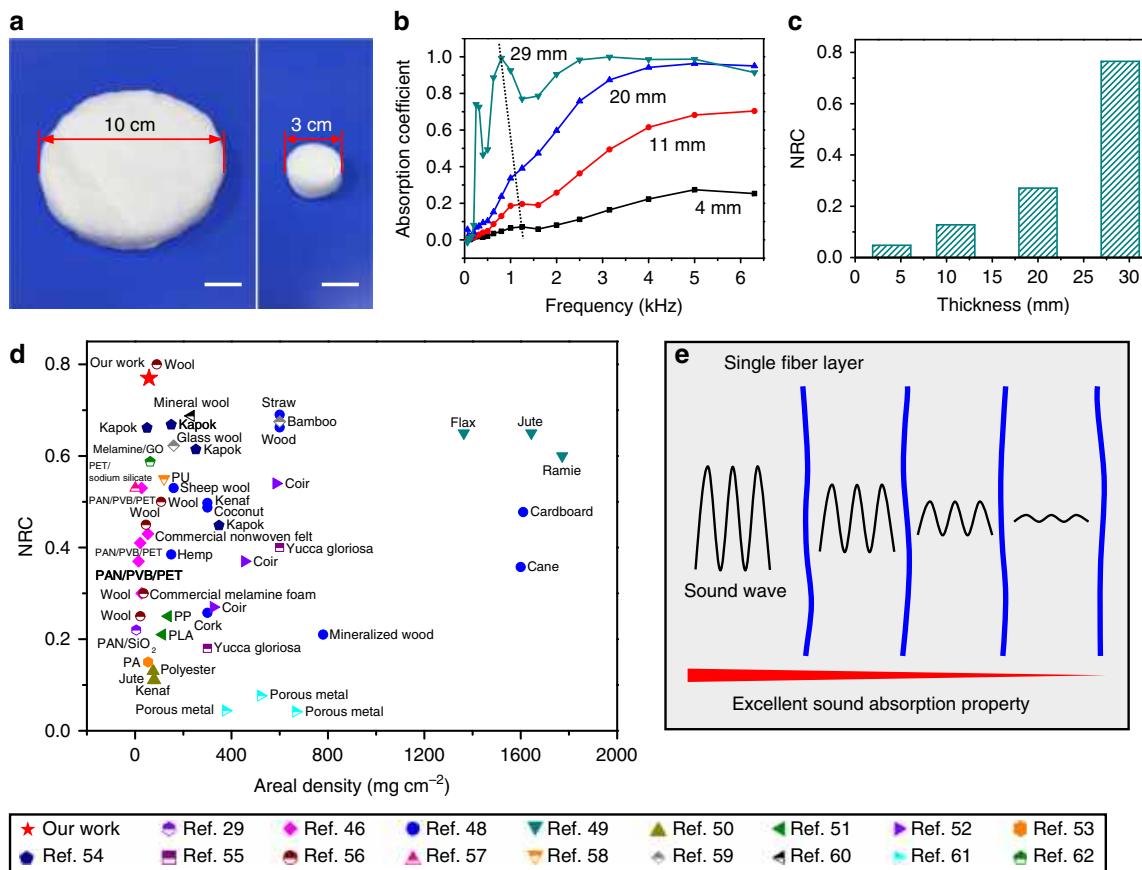 a
10 cm
3 cm
b
Absorption coefficient
1.0
0.8
0.6
0.4
0.2
0.0
29 mm
20 mm
11 mm
4 mm
0 1 2 3 4 5 6
Frequency (kHz)
c
NRC
0.8
0.6
0.4
0.2
0.0
0 5 10 15 20 25 30
Thickness (mm)
d
NRC
0.8
0.6
0.4
0.2
0.0
Our work
Wool
Mineral wool
Straw
Kapok
Kapok
Bamboo
Flax
Jute
Glass wool
Wood
Kapok
Melamine/GO
Ramie
PET/
sodium silicate
PU
Sheep wool
Coir
PAN/PVB/PET
Wool
Kenaf
Coconut
Cardboard
Wool
Kapok
Commercial nonwoven felt
PAN/PVB/PET
Hemp
Yucca gloriosa
Coir
Cane
PAN/PVB/PET
Wool
Commercial melamine foam
Coir
Wool
PP
Cork
PAN/SiO2
PLA
Yucca gloriosa
Mineralized wood
PA
Polyester
Jute
Kenaf
Porous metal
Porous metal
Porous metal
0 400 800 1200 1600 2000
Areal density (mg cm−2)
e
Single fiber layer
Sound wave
Excellent sound absorption property
Our work Ref. 29 Ref. 46 Ref. 48 Ref. 49 Ref. 50 Ref. 51 Ref. 52 Ref. 53
Ref. 54 Ref. 55 Ref. 56 Ref. 57 Ref. 58 Ref. 59 Ref. 60 Ref. 61 Ref. 62